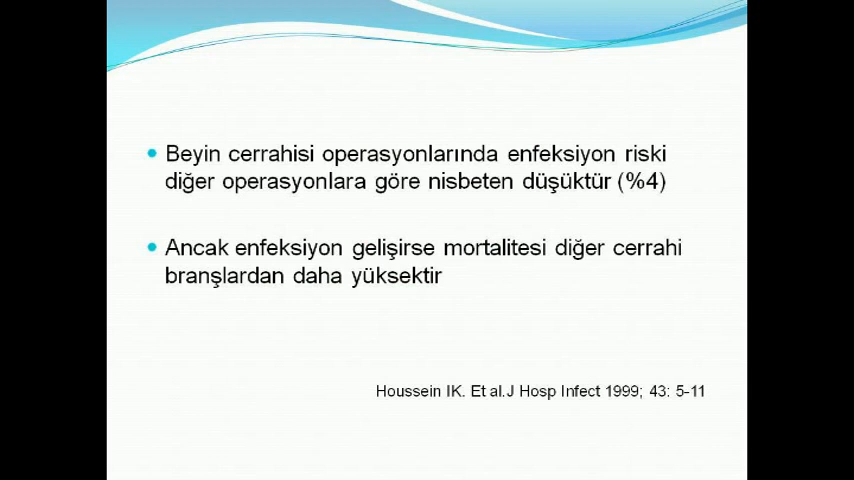 Beyin cerrahisi operasyonlarında enfeksiyon riski
diğer operasyonlara göre nisbeten düşüktür (%4)
Ancak enfeksiyon gelişirse mortalitesi diğer cerrahi
branşlardan daha yüksektir
Houssein IK. Et al.J Hosp Infect 1999; 43: 5-11